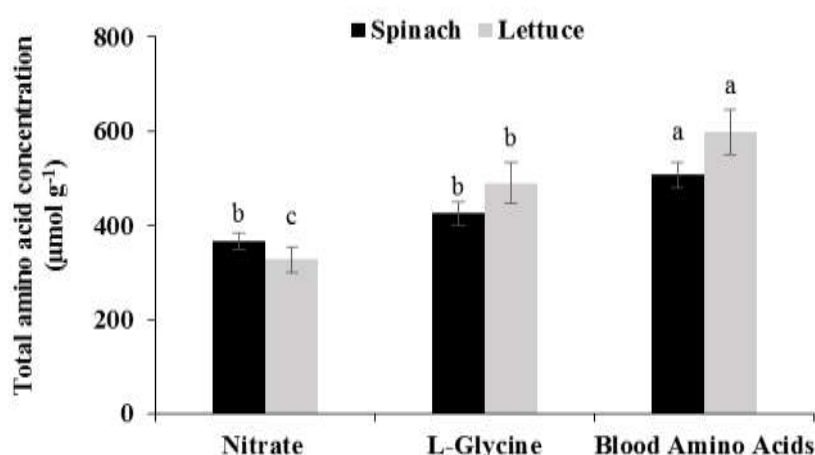 Spinach Lettuce
Total amino acid concentration
(µmol g⁻¹)
800
600
400
200
0
b c
b b
a a
Nitrate L-Glycine Blood Amino Acids